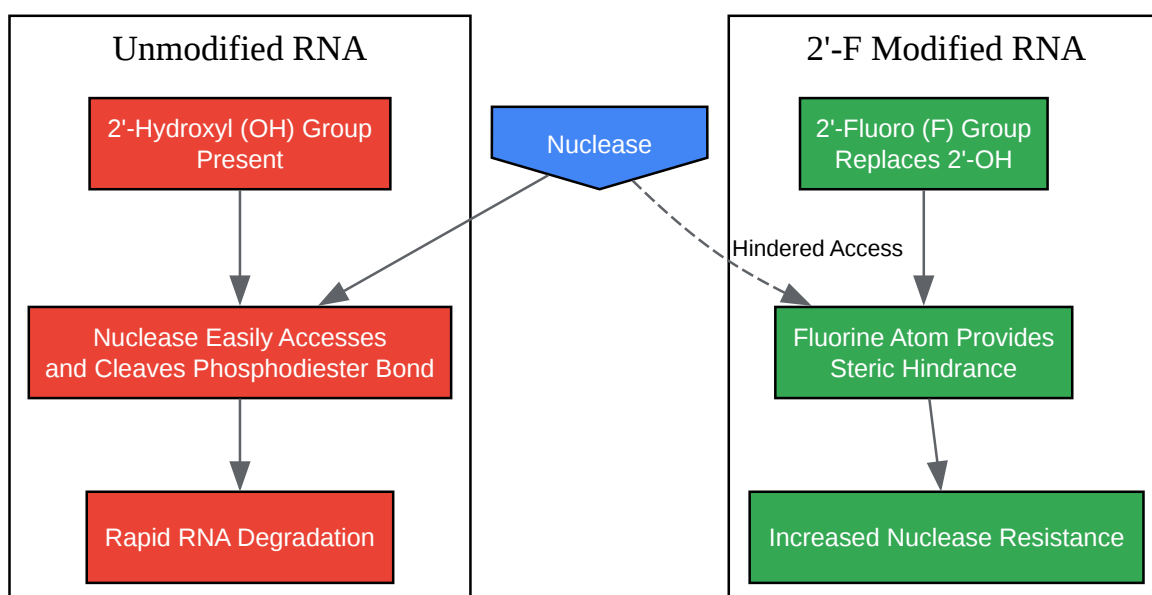 Unmodified RNA
2'-Hydroxyl (OH) Group
Present
Nuclease Easily Accesses
and Cleaves Phosphodiester Bond
Rapid RNA Degradation
Nuclease
Hindered Access
2'-F Modified RNA
2'-Fluoro (F) Group
Replaces 2'-OH
Fluorine Atom Provides
Steric Hindrance
Increased Nuclease Resistance